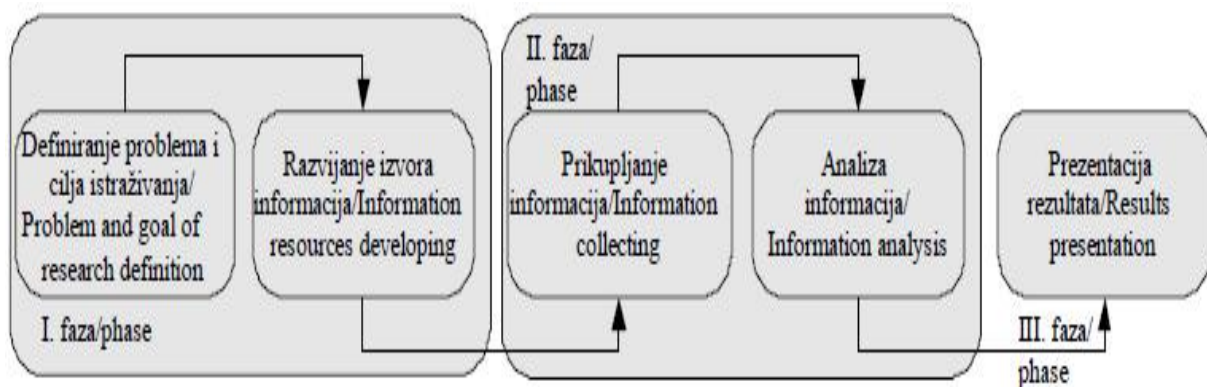 Definiranje problema i
cilja istraživanja/
Problem and goal of
research definition
Razvijanje izvora
informacija/Information
resources developing
I. faza/phase
II. faza/
phase
Prikupljanje
informacija/Information
collecting
Analiza
informacija/
Information analysis
Prezentacija
rezultata/Results
presentation
III. faza/
phase